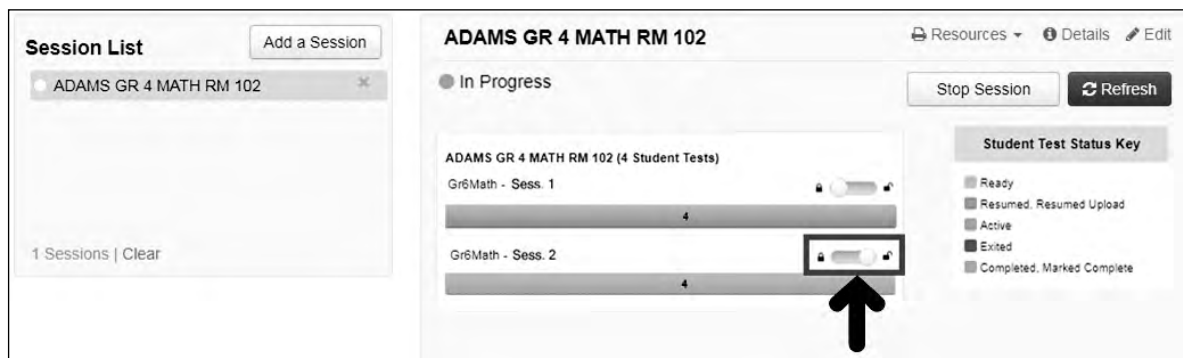 Session List
Add a Session
ADAMS GR 4 MATH RM 102
1 Sessions | Clear
ADAMS GR 4 MATH RM 102
Resources
Details
Edit
In Progress
Stop Session
Refresh
ADAMS GR 4 MATH RM 102 (4 Student Tests)
Gr6Math - Sess. 1
4
Gr6Math - Sess. 2
4
Student Test Status Key
Ready
Resumed, Resumed Upload
Active
Exited
Completed, Marked Complete